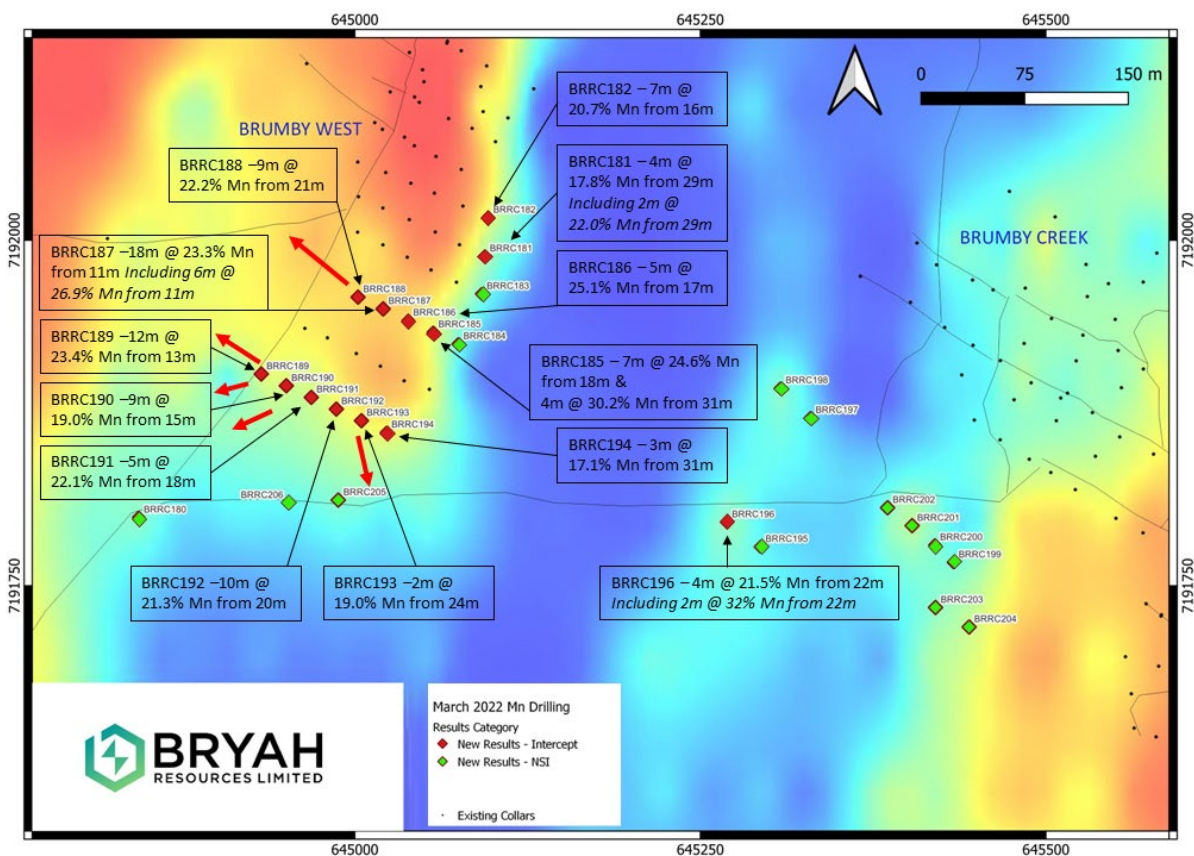 645000
645250
645500
0
75
150 m
BRUMBY WEST
BRUMBY CREEK
7192000
7192000
7191750
7191750
BRRC182 – 7m @
20.7% Mn from 16m
BRRC181 – 4m @
17.8% Mn from 29m
Including 2m @
22.0% Mn from 29m
BRRC188 –9m @
22.2% Mn from 21m
BRRC187 –18m @ 23.3% Mn
from 11m Including 6m @
26.9% Mn from 11m
BRRC186 – 5m @
25.1% Mn from 17m
BRRC189 –12m @
23.4% Mn from 13m
BRRC185 – 7m @ 24.6% Mn
from 18m &
4m @ 30.2% Mn from 31m
BRRC190 –9m @
19.0% Mn from 15m
BRRC194 – 3m @
17.1% Mn from 31m
BRRC191 –5m @
22.1% Mn from 18m
BRRC192 –10m @
21.3% Mn from 20m
BRRC193 –2m @
19.0% Mn from 24m
BRRC196 – 4m @ 21.5% Mn from 22m
Including 2m @ 32% Mn from 22m
BRRC182
BRRC181
BRRC183
BRRC188
BRRC187
BRRC186
BRRC185
BRRC184
BRRC189
BRRC190
BRRC191
BRRC192
BRRC193
BRRC194
BRRC198
BRRC197
BRRC206
BRRC205
BRRC180
BRRC196
BRRC195
BRRC202
BRRC201
BRRC200
BRRC199
BRRC203
BRRC204
BRYAH
RESOURCES LIMITED
March 2022 Mn Drilling
Results Category
New Results - Intercept
New Results - NSI
Existing Collars
645000
645250
645500